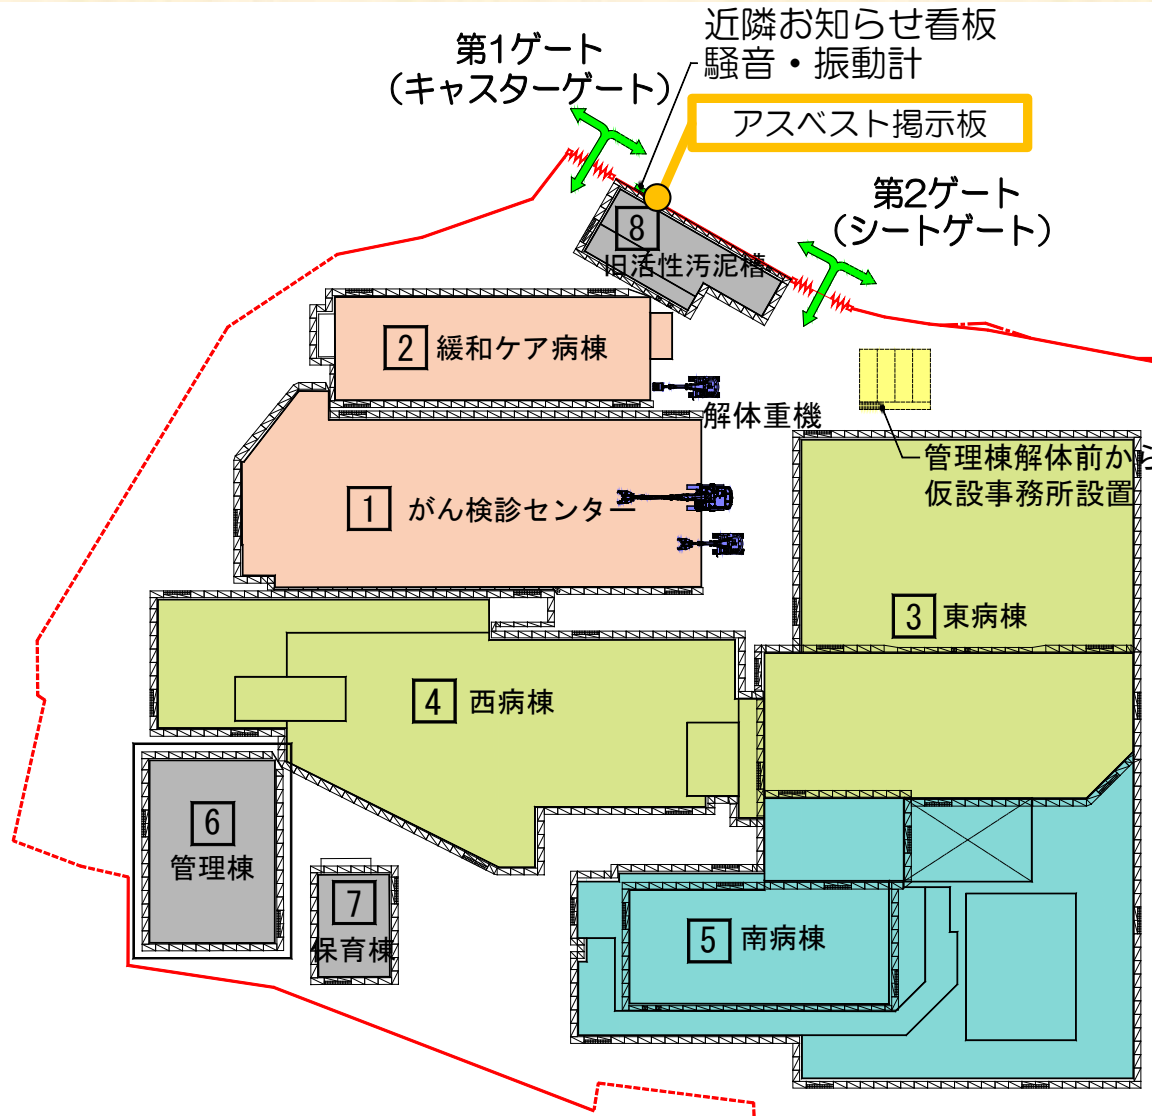 近隣お知らせ看板
騒音・振動計
第1ゲート
(キャスターゲート)
アスベスト掲示板
第2ゲート
(シートゲート)
8
旧活性汚泥槽
2 緩和ケア病棟
解体重機
管理棟解体前から
仮設事務所設置
1 がん検診センター
3 東病棟
4 西病棟
6
管理棟
7
保育棟
5 南病棟